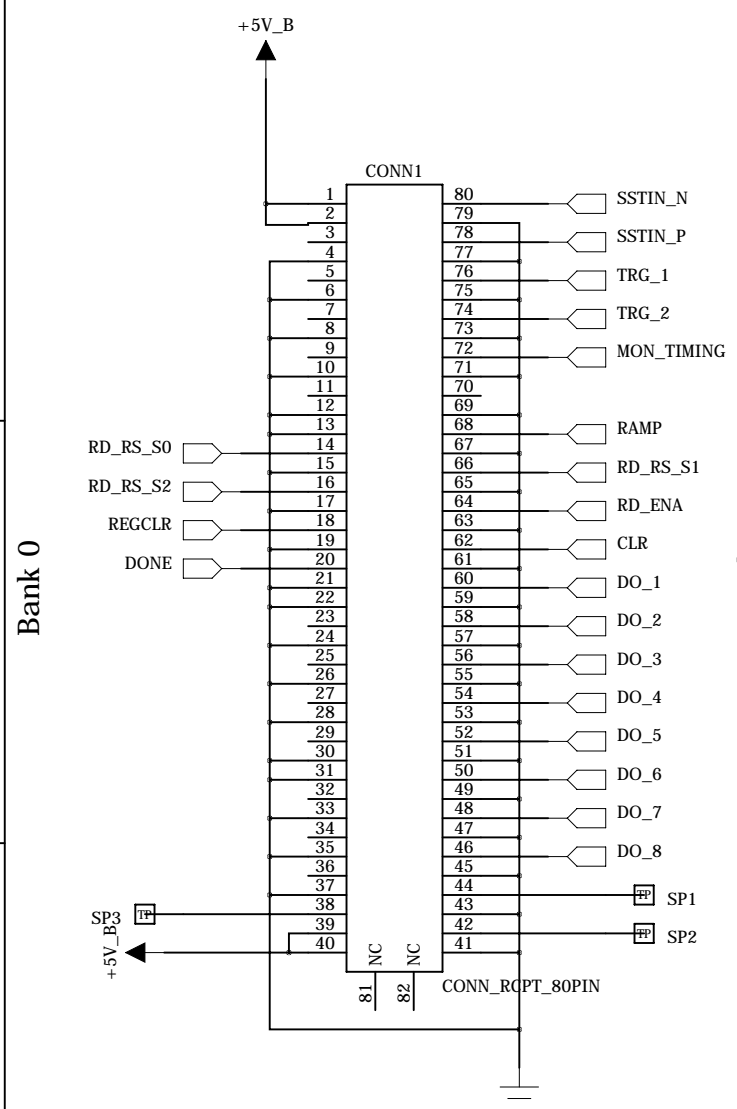 +5V_B
CONN1
1 80 SSTIN_N
2 79
3 78 SSTIN_P
4 77
5 76 TRG_1
6 75
7 74 TRG_2
8 73
9 72 MON_TIMING
10 71
11 70
12 69
13 68 RAMP
RD_RS_S0 14 67
15 66 RD_RS_S1
RD_RS_S2 16 65
17 64 RD_ENA
REGCLR 18 63
19 62 CLR
DONE 20 61
21 60 DO_1
22 59
23 58 DO_2
24 57
25 56 DO_3
26 55
27 54 DO_4
28 53
29 52 DO_5
30 51
31 50 DO_6
32 49
33 48 DO_7
34 47
35 46 DO_8
36 45
37 44 TP SP1
SP3 TP 38 43
39 42 TP SP2
+5V_B 40 41
NC NC
81 82
CONN_RCPT_80PIN
Bank 0